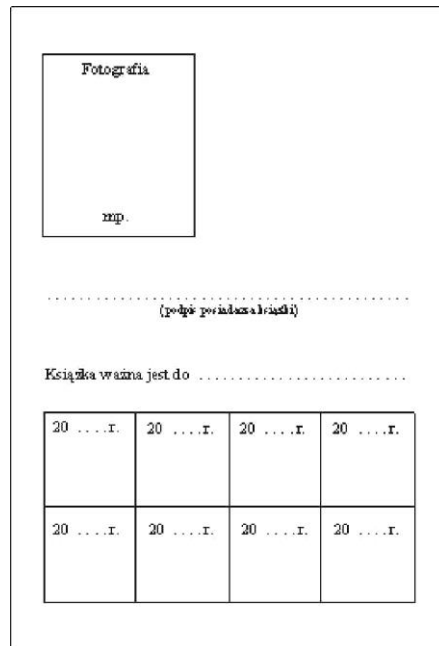 Fotografia
mp.
........................................
(podpis posiadacza książki)
Książka ważna jest do ..........................
20 ....r. 20 ....r. 20 ....r. 20 ....r.
20 ....r. 20 ....r. 20 ....r. 20 ....r.